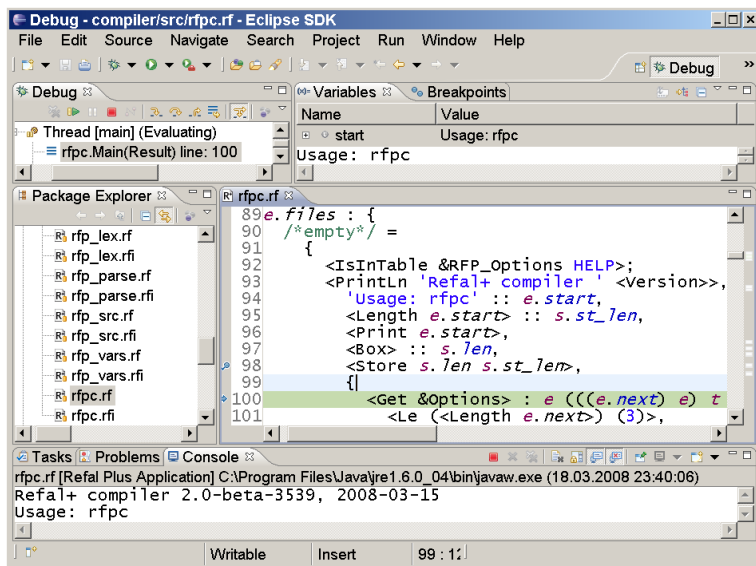 Debug - compiler/src/rfpc.rf - Eclipse SDK
File Edit Source Navigate Search Project Run Window Help
Debug »
Debug
Thread [main] (Evaluating)
rfpc.Main(Result) line: 100
Variables Breakpoints
Name Value
start Usage: rfpc
Usage: rfpc
Package Explorer
rfp_lex.rf
rfp_lex.rfi
rfp_parse.rf
rfp_parse.rfi
rfp_src.rf
rfp_src.rfi
rfp_vars.rf
rfp_vars.rfi
rfpc.rf
rfpc.rfi
rfpc.rf
89 e.files : {
90 /*empty*/ =
91 {
92 <IsInTable &RFP_Options HELP>;
93 <PrintLn 'Refal+ compiler ' <Version>>,
94 'Usage: rfpc' :: e.start,
95 <Length e.start> :: s.st_len,
96 <Print e.start>,
97 <Box> :: s.len,
98 <Store s.len s.st_len>,
99 {
100 <Get &Options> : e (((e.next) e) t
101 <Le (<Length e.next>) (3)>,
Tasks Problems Console
rfpc.rf [Refal Plus Application] C:\Program Files\Java\jre1.6.0_04\bin\javaw.exe (18.03.2008 23:40:06)
Refal+ compiler 2.0-beta-3539, 2008-03-15
Usage: rfpc
Writable Insert 99 : 12